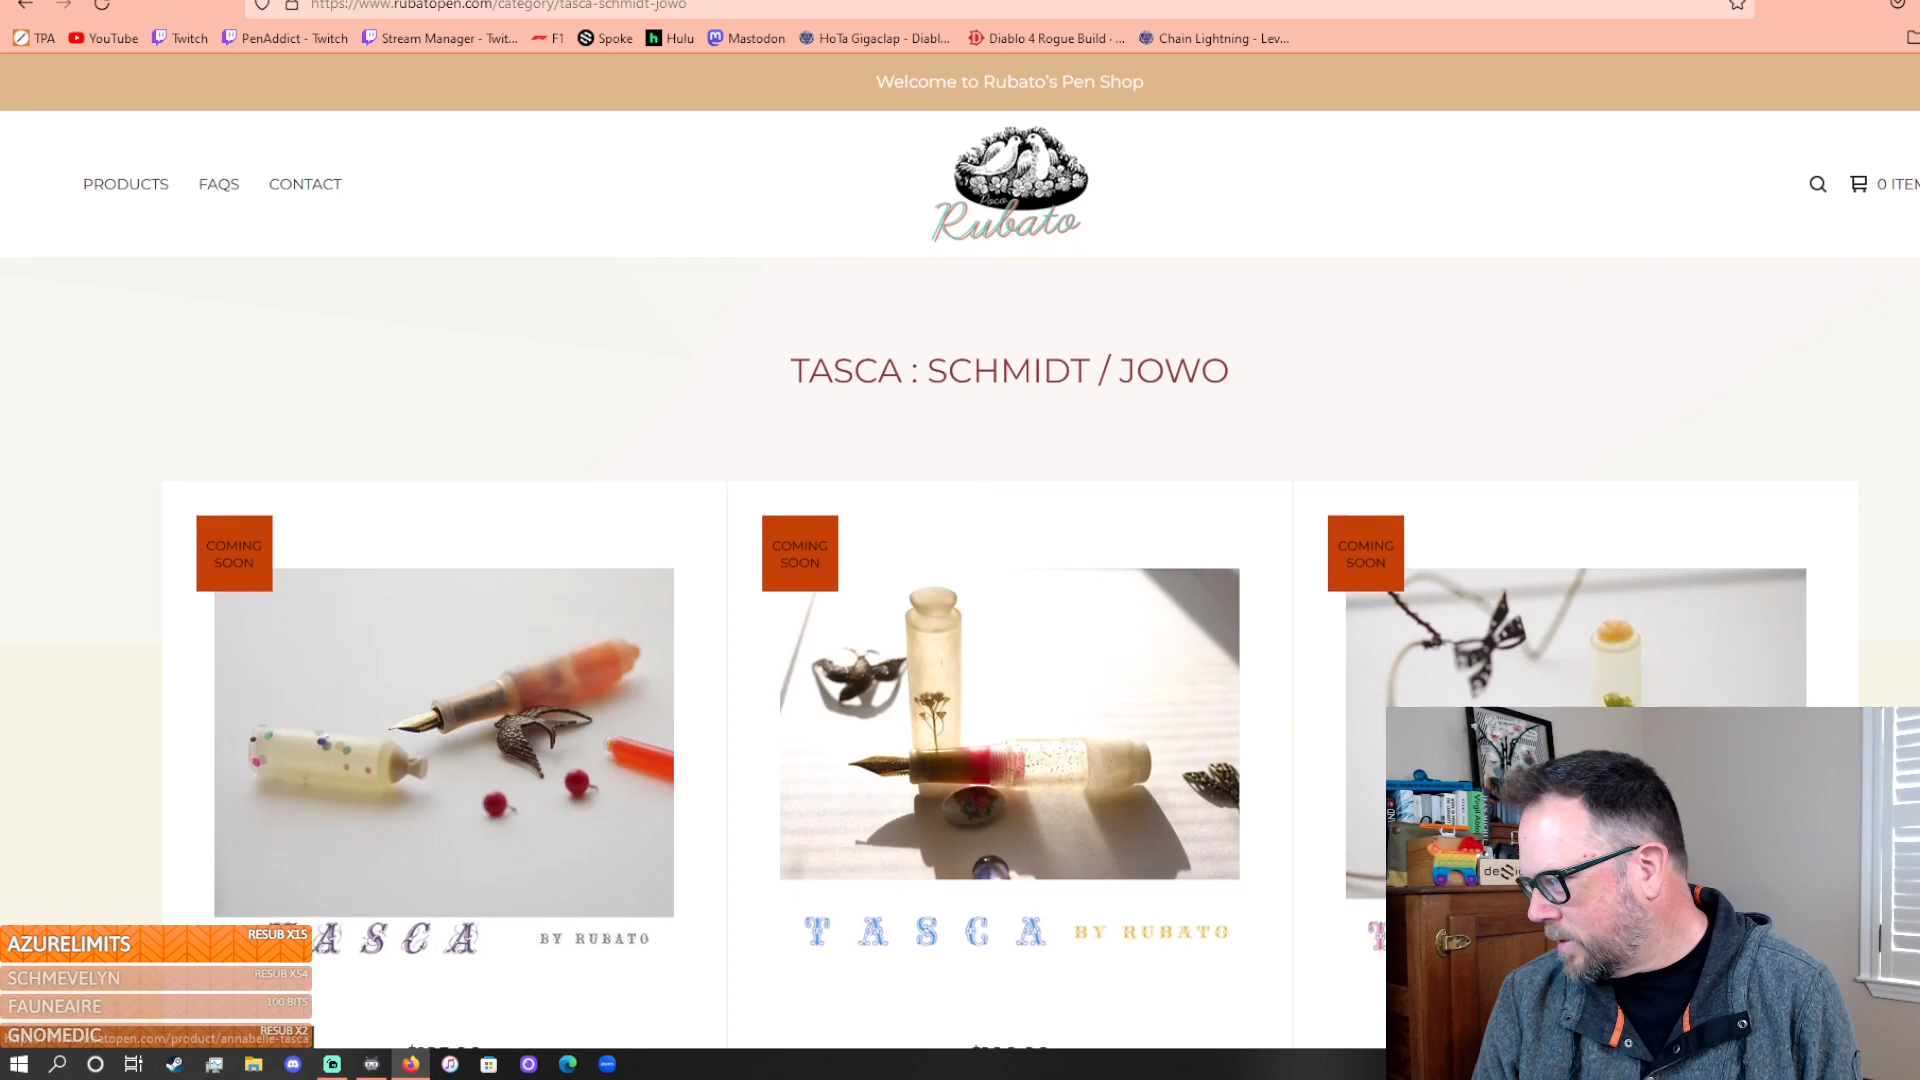 https://www.rubatopen.com/category/tasca-schmidt-jowo
TPA YouTube Twitch PenAddict - Twitch Stream Manager - Twit... F1 Spoke Hulu Mastodon HoTa Gigaclap - Diabl... Diablo 4 Rogue Build · ... Chain Lightning - Lev...
Welcome to Rubato's Pen Shop
PRODUCTS FAQS CONTACT
Poco
Rubato
0 ITEM
TASCA : SCHMIDT / JOWO
COMING SOON
COMING SOON
COMING SOON
ASCA BY RUBATO
TASCA BY RUBATO
T
AZURELIMITS RESUB X15
SCHMEVELYN RESUB X54
FAUNEAIRE 100 BITS
GNOMEDIC RESUB X2